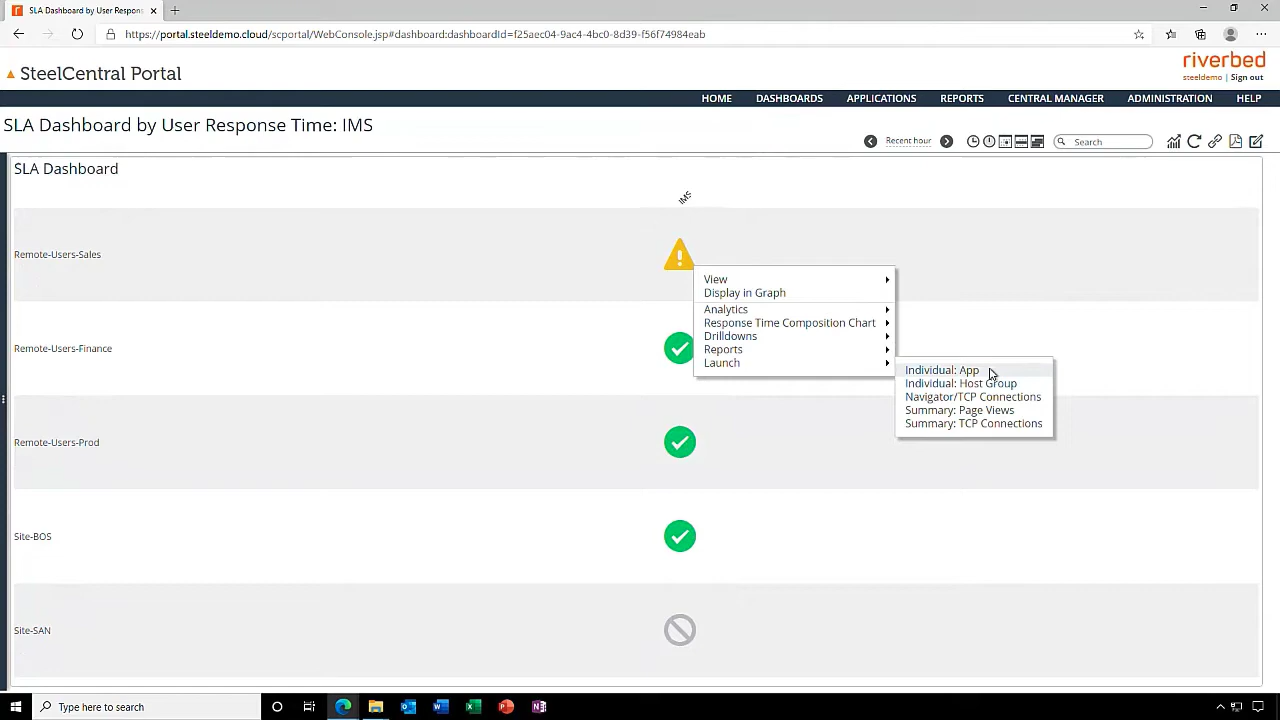 SLA Dashboard by User Respons
https://portal.steeldemo.cloud/scportal/WebConsole.jsp#dashboard:dashboardId=f25aec04-9ac4-4bc0-8d39-f56f74984eab
SteelCentral Portal
riverbed
steeldemo | Sign out
HOME DASHBOARDS APPLICATIONS REPORTS CENTRAL MANAGER ADMINISTRATION HELP
SLA Dashboard by User Response Time: IMS
Recent hour
Search
SLA Dashboard
IMS
Remote-Users-Sales
View
Display in Graph
Analytics
Response Time Composition Chart
Drilldowns
Reports
Launch
Individual: App
Individual: Host Group
Navigator/TCP Connections
Summary: Page Views
Summary: TCP Connections
Remote-Users-Finance
Remote-Users-Prod
Site-BOS
Site-SAN
Type here to search